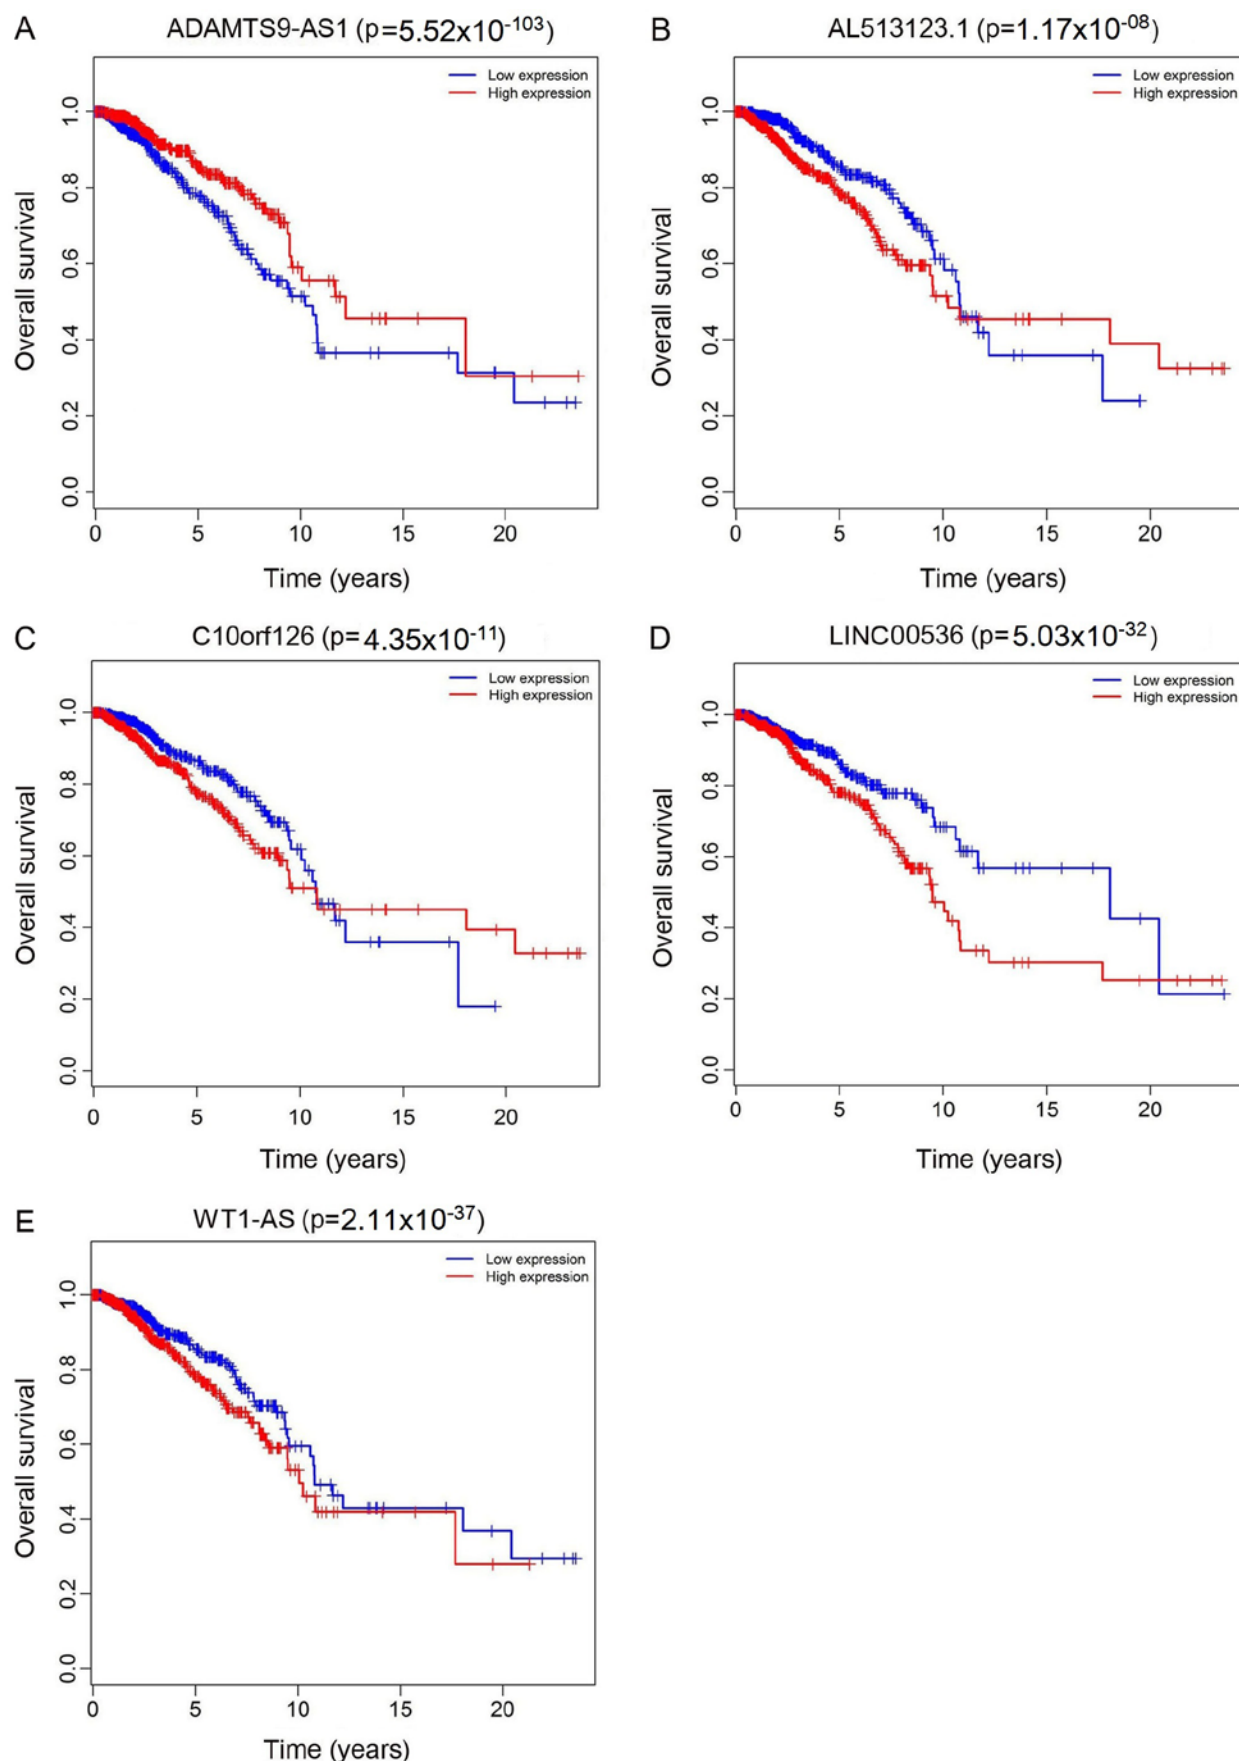 A
ADAMTS9-AS1 (p=5.52x10⁻¹⁰³)
Low expression
High expression
Overall survival
1.0
0.8
0.6
0.4
0.2
0.0
0 5 10 15 20
Time (years)
B
AL513123.1 (p=1.17x10⁻⁰⁸)
Low expression
High expression
Overall survival
1.0
0.8
0.6
0.4
0.2
0.0
0 5 10 15 20
Time (years)
C
C10orf126 (p=4.35x10⁻¹¹)
Low expression
High expression
Overall survival
1.0
0.8
0.6
0.4
0.2
0.0
0 5 10 15 20
Time (years)
D
LINC00536 (p=5.03x10⁻³²)
Low expression
High expression
Overall survival
1.0
0.8
0.6
0.4
0.2
0.0
0 5 10 15 20
Time (years)
E
WT1-AS (p=2.11x10⁻³⁷)
Low expression
High expression
Overall survival
1.0
0.8
0.6
0.4
0.2
0.0
0 5 10 15 20
Time (years)